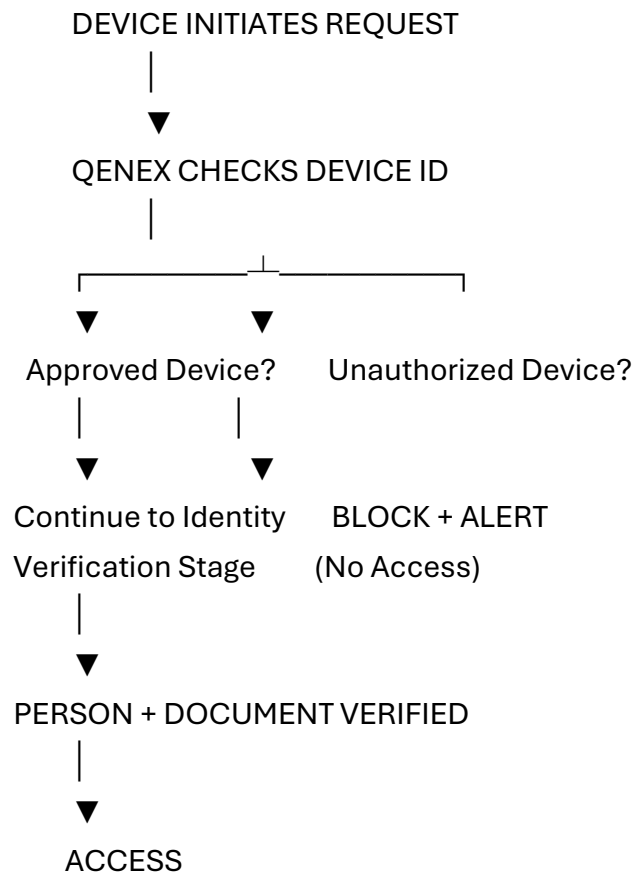 DEVICE INITIATES REQUEST
QENEX CHECKS DEVICE ID
Approved Device? Unauthorized Device?
Continue to Identity BLOCK + ALERT
Verification Stage (No Access)
PERSON + DOCUMENT VERIFIED
ACCESS